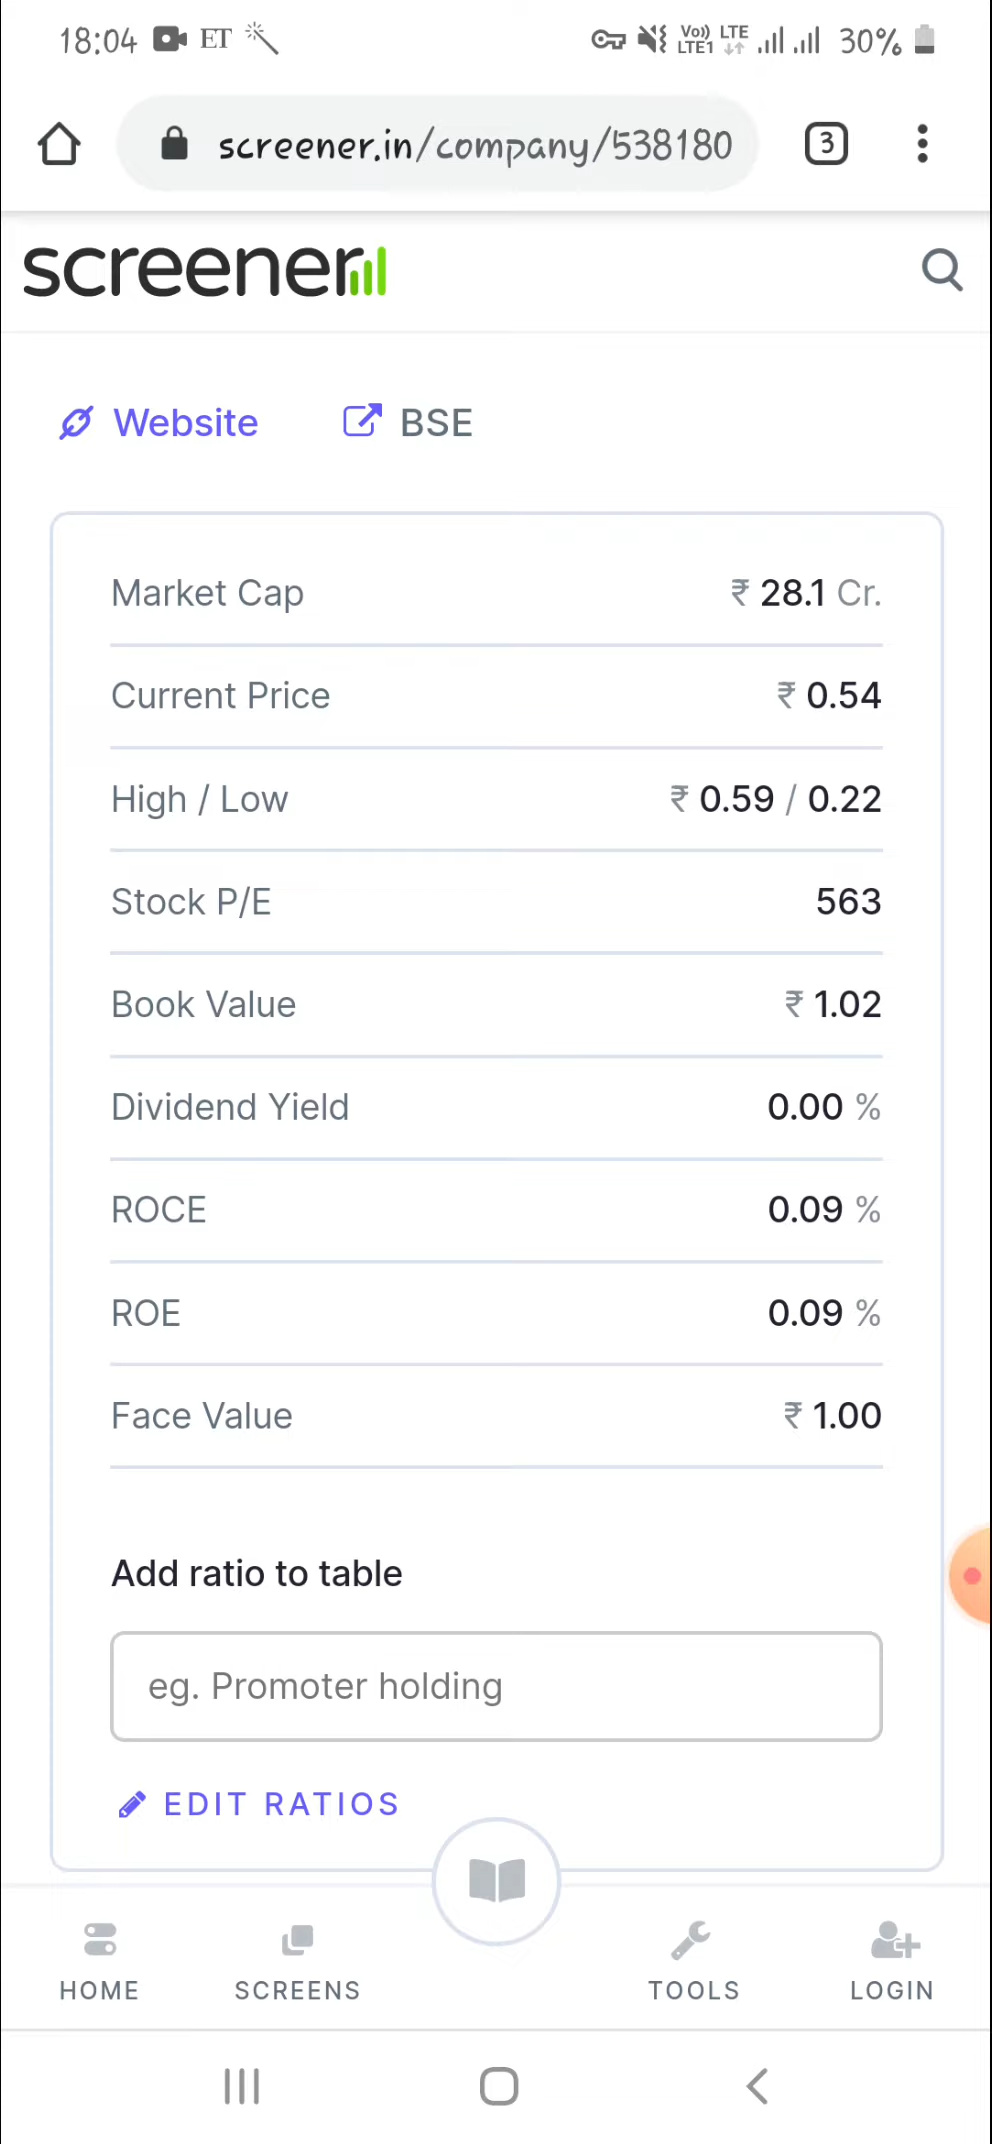 18:04 ET Vo)) LTE1 LTE 30%
screener.in/company/538180 3
screener
Website BSE
Market Cap ₹ 28.1 Cr.
Current Price ₹ 0.54
High / Low ₹ 0.59 / 0.22
Stock P/E 563
Book Value ₹ 1.02
Dividend Yield 0.00 %
ROCE 0.09 %
ROE 0.09 %
Face Value ₹ 1.00
Add ratio to table
eg. Promoter holding
EDIT RATIOS
HOME SCREENS TOOLS LOGIN